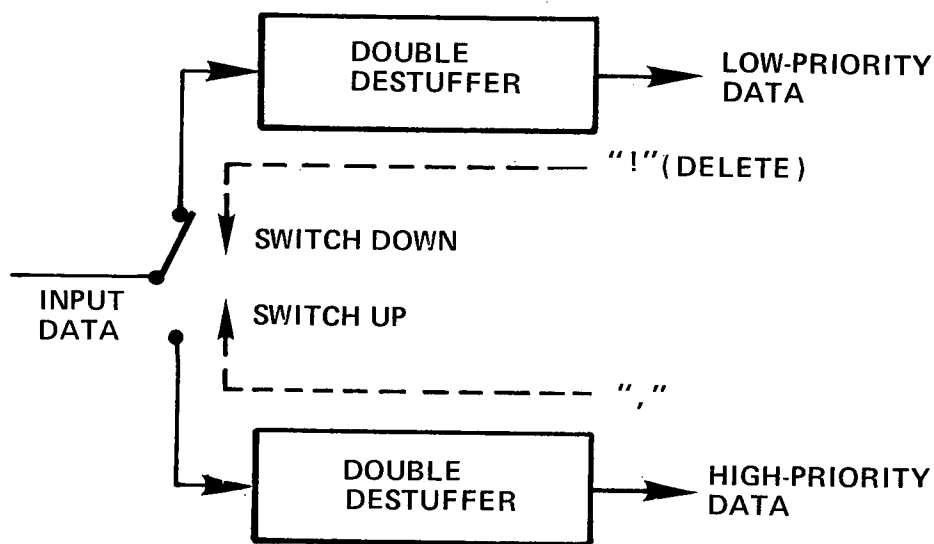 DOUBLE
DESTUFFER
LOW-PRIORITY
DATA
"!"(DELETE)
SWITCH DOWN
INPUT
DATA
SWITCH UP
","
DOUBLE
DESTUFFER
HIGH-PRIORITY
DATA